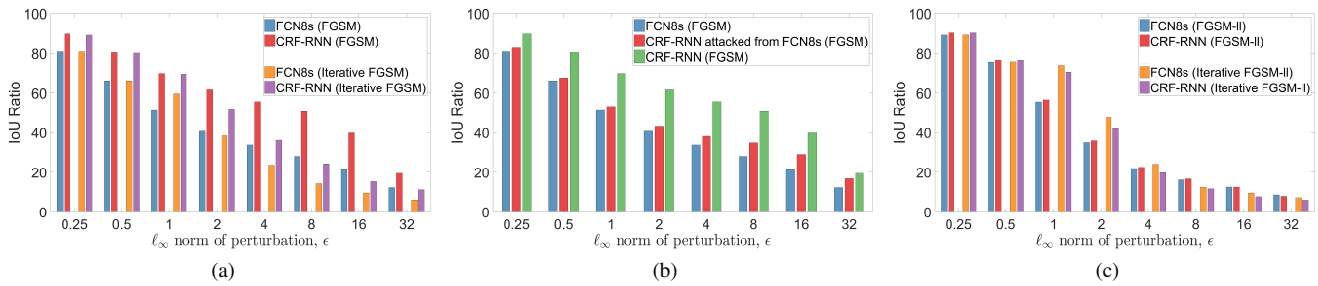 100
80
60
40
20
0
IoU Ratio
FCN8s (FGSM)
CRF-RNN (FGSM)
FCN8s (Iterative FGSM)
CRF-RNN (Iterative FGSM)
0.25 0.5 1 2 4 8 16 32
ℓ∞ norm of perturbation, ϵ
(a)
100
80
60
40
20
0
IoU Ratio
FCN8s (FGSM)
CRF-RNN attacked from FCN8s (FGSM)
CRF-RNN (FGSM)
0.25 0.5 1 2 4 8 16 32
ℓ∞ norm of perturbation, ϵ
(b)
100
80
60
40
20
0
IoU Ratio
FCN8s (FGSM-II)
CRF-RNN (FGSM-II)
FCN8s (Iterative FGSM-II)
CRF-RNN (Iterative FGSM-I)
0.25 0.5 1 2 4 8 16 32
ℓ∞ norm of perturbation, ϵ
(c)